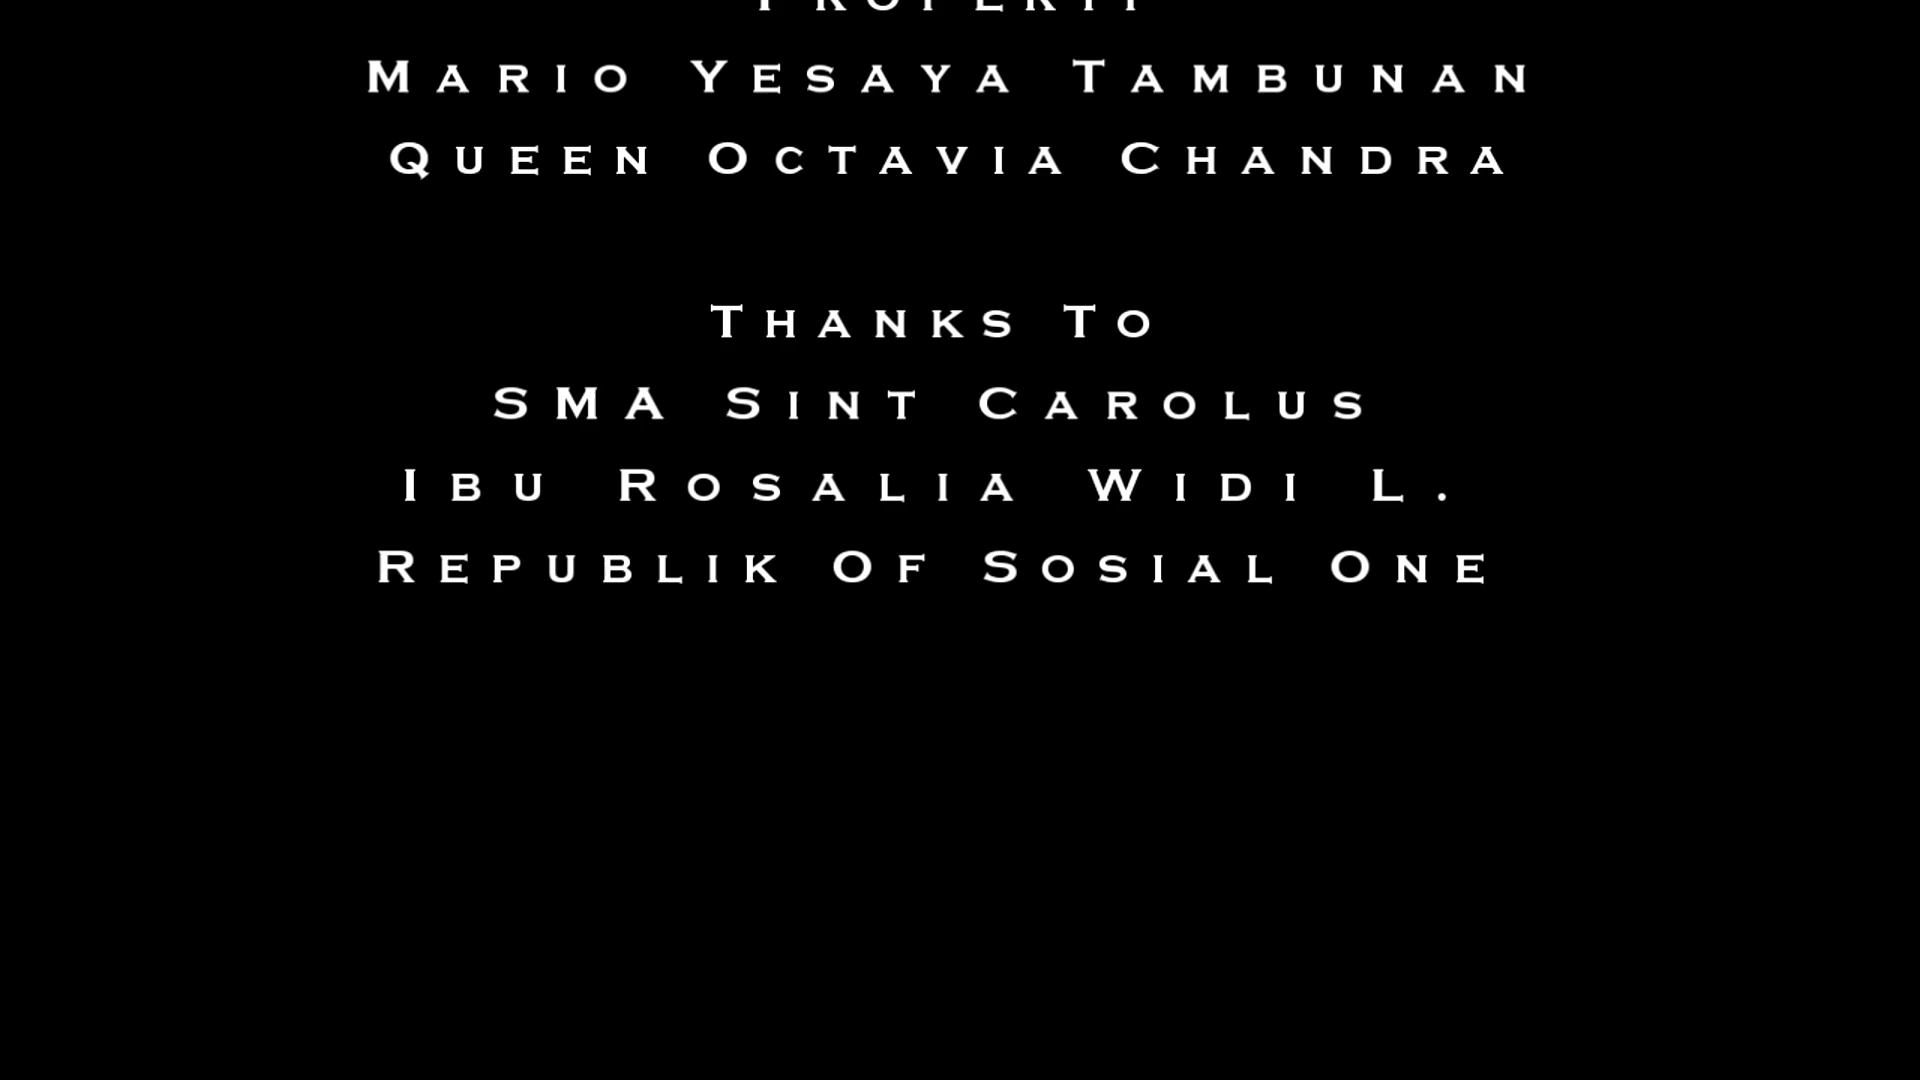 Properti
Mario Yesaya Tambunan
Queen Octavia Chandra
Thanks To
SMA Sint Carolus
Ibu Rosalia Widi L.
Republik Of Sosial One